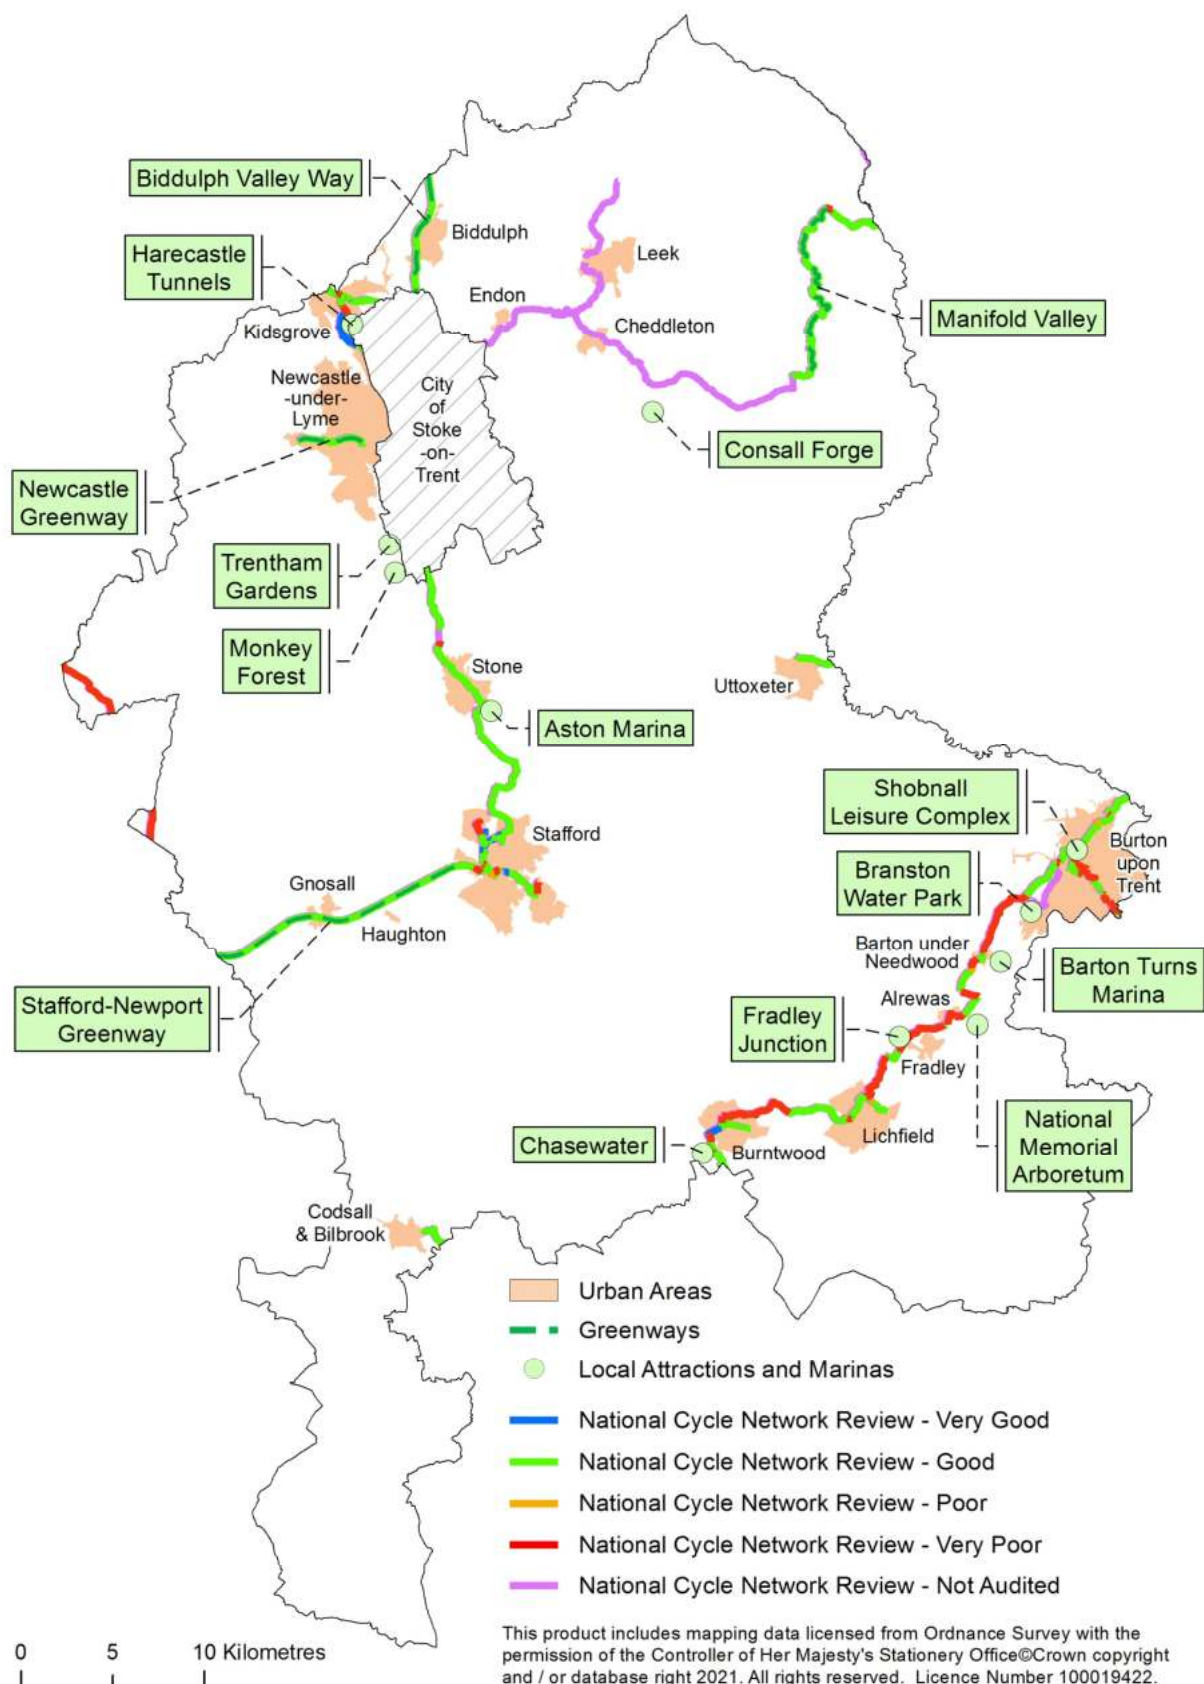 Biddulph Valley Way
Harecastle
Tunnels
Biddulph
Leek
Endon
Cheddleton
Manifold Valley
Kidsgrove
Newcastle
-under-
Lyme
City
of
Stoke
-on-
Trent
Consall Forge
Newcastle
Greenway
Trentham
Gardens
Monkey
Forest
Stone
Uttoxeter
Aston Marina
Shobnall
Leisure Complex
Stafford
Burton
upon
Trent
Branston
Water Park
Gnosall
Haughton
Barton under
Needwood
Barton Turns
Marina
Stafford-Newport
Greenway
Alrewas
Fradley
Junction
Fradley
National
Memorial
Arboretum
Chasewater
Burntwood
Lichfield
Codsall
& Bilbrook
Urban Areas
Greenways
Local Attractions and Marinas
National Cycle Network Review - Very Good
National Cycle Network Review - Good
National Cycle Network Review - Poor
National Cycle Network Review - Very Poor
National Cycle Network Review - Not Audited
0 5 10 Kilometres
This product includes mapping data licensed from Ordnance Survey with the
permission of the Controller of Her Majesty's Stationery Office©Crown copyright
and / or database right 2021. All rights reserved. Licence Number 100019422.